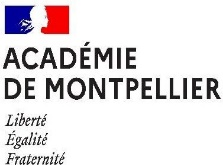 ACADÉMIE
DE MONTPELLIER
Liberté
Égalité
Fraternité